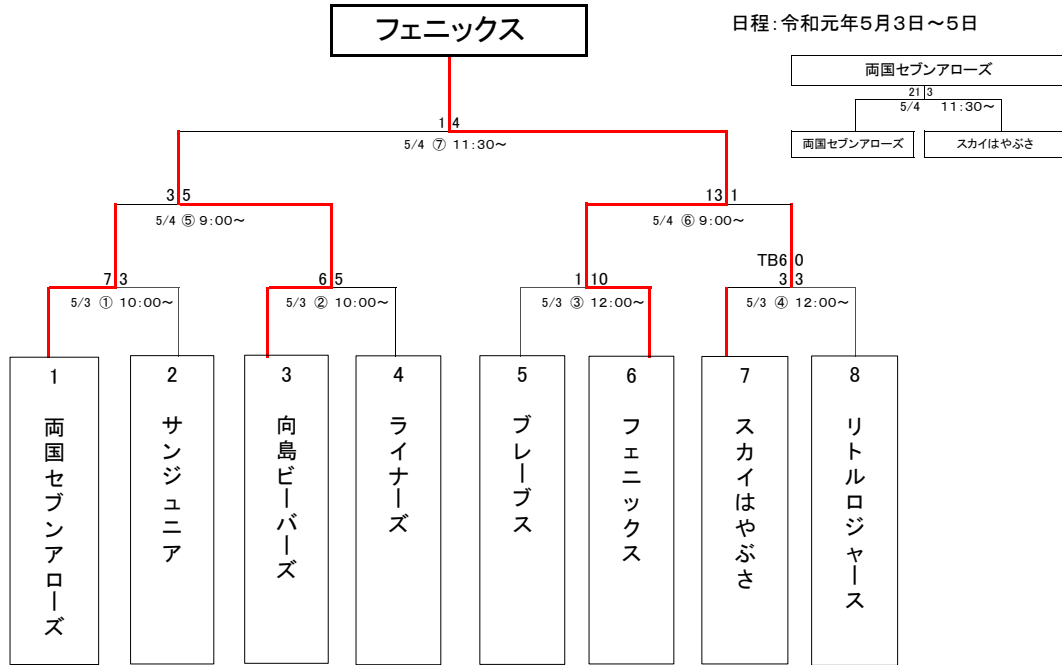 フェニックス
日程：令和元年5月3日～5日
両国セブンアローズ
21 3
5/4 11:30～
両国セブンアローズ
スカイはやぶさ
1 4
5/4 ⑦ 11:30～
3 5
5/4 ⑤ 9:00～
13 1
5/4 ⑥ 9:00～
7 3
5/3 ① 10:00～
6 5
5/3 ② 10:00～
1 10
5/3 ③ 12:00～
TB6 0
3 3
5/3 ④ 12:00～
1
両国セブンアローズ
2
サンジュニア
3
向島ビーバーズ
4
ライナーズ
5
ブレーブス
6
フェニックス
7
スカイはやぶさ
8
リトルロジャース